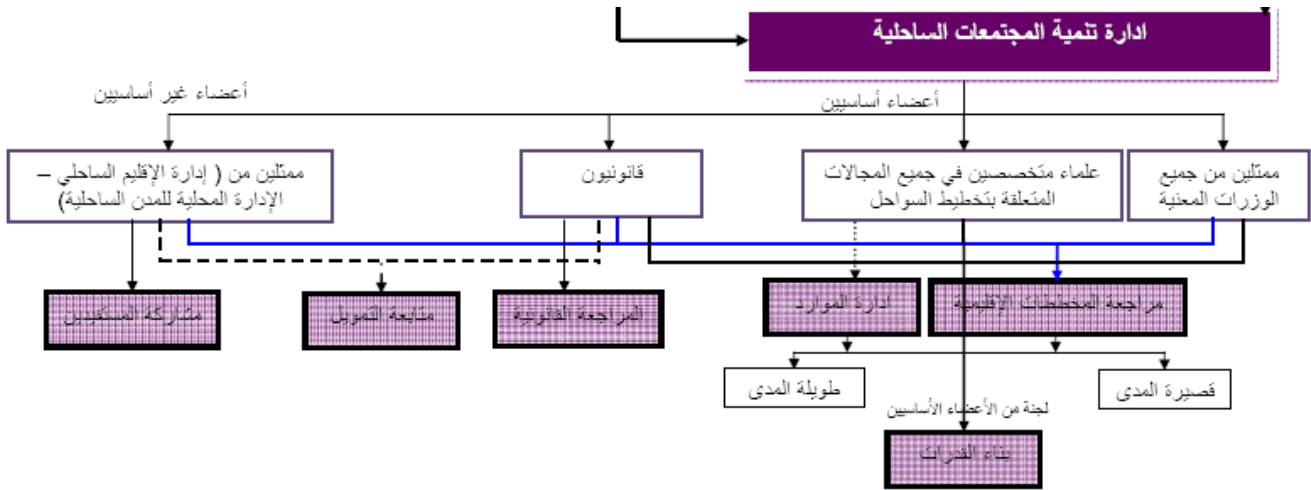 ادارة تنمية المجتمعات الساحلية
أعضاء أساسيين
أعضاء غير أساسيين
ممثلين من جميع
الوزرات المعنية
علماء متخصصين في جميع المجالات
المتعلقة بتخطيط السواحل
قانونيون
ممثلين من ( إدارة الإقليم الساحلي –
الإدارة المحلية للمدن الساحلية)
مراجعة المخططات الإقليمية
ادارة الموارد
المراجعة القانونية
متابعة التمويل
مشاركة المستفيدين
قصيرة المدى
طويلة المدى
لجنة من الأعضاء الأساسيين
بناء القدرات